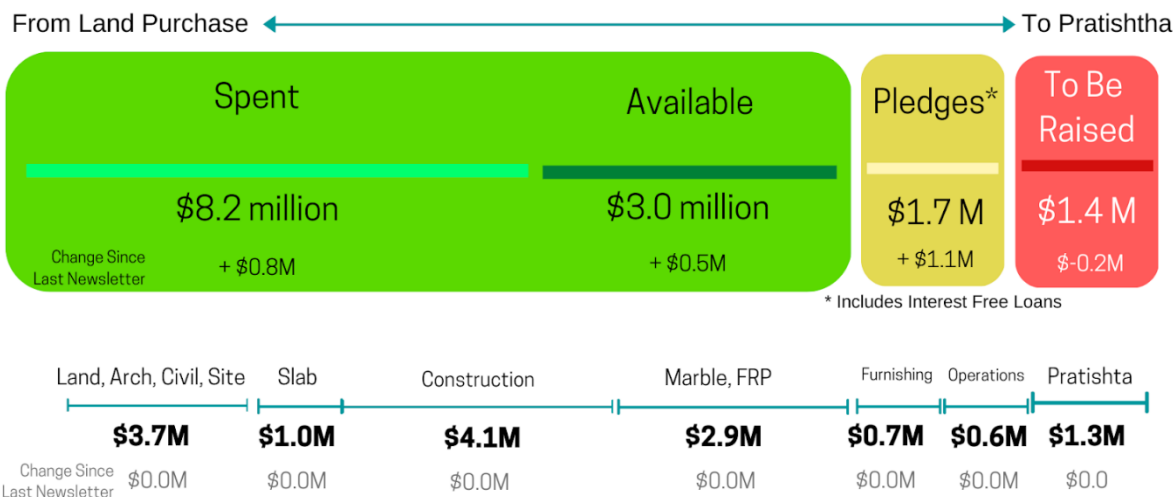 From Land Purchase To Pratishtha
Spent Available Pledges* To Be Raised
$8.2 million $3.0 million $1.7 M $1.4 M
Change Since Last Newsletter + $0.8M + $0.5M + $1.1M $-0.2M
* Includes Interest Free Loans
Land, Arch, Civil, Site Slab Construction Marble, FRP Furnishing Operations Pratishta
$3.7M $1.0M $4.1M $2.9M $0.7M $0.6M $1.3M
Change Since Last Newsletter $0.0M $0.0M $0.0M $0.0M $0.0M $0.0M $0.0